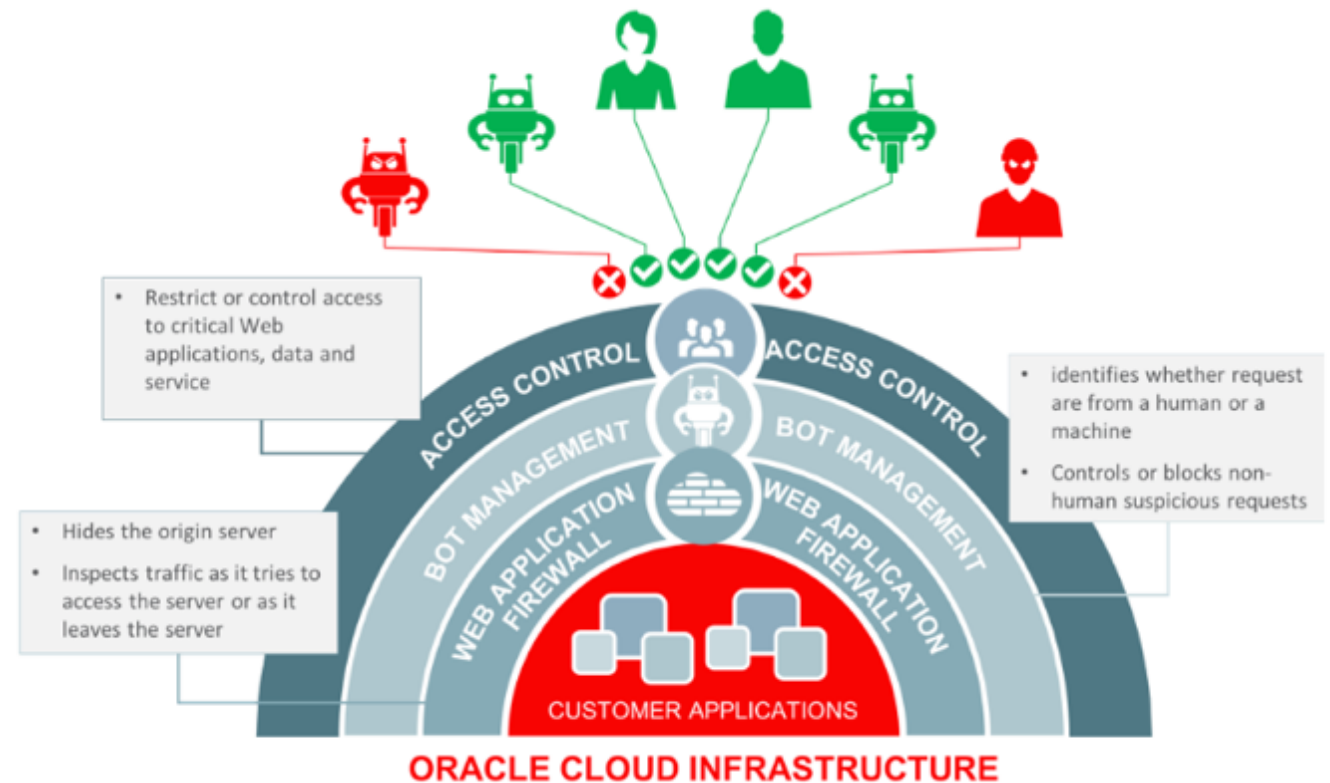 • Restrict or control access
to critical Web
applications, data and
service
• Hides the origin server
• Inspects traffic as it tries to
access the server or as it
leaves the server
• identifies whether request
are from a human or a
machine
• Controls or blocks non-
human suspicious requests
ACCESS CONTROL
ACCESS CONTROL
BOT MANAGEMENT
BOT MANAGEMENT
WEB APPLICATION
FIREWALL
WEB APPLICATION
FIREWALL
CUSTOMER APPLICATIONS
ORACLE CLOUD INFRASTRUCTURE